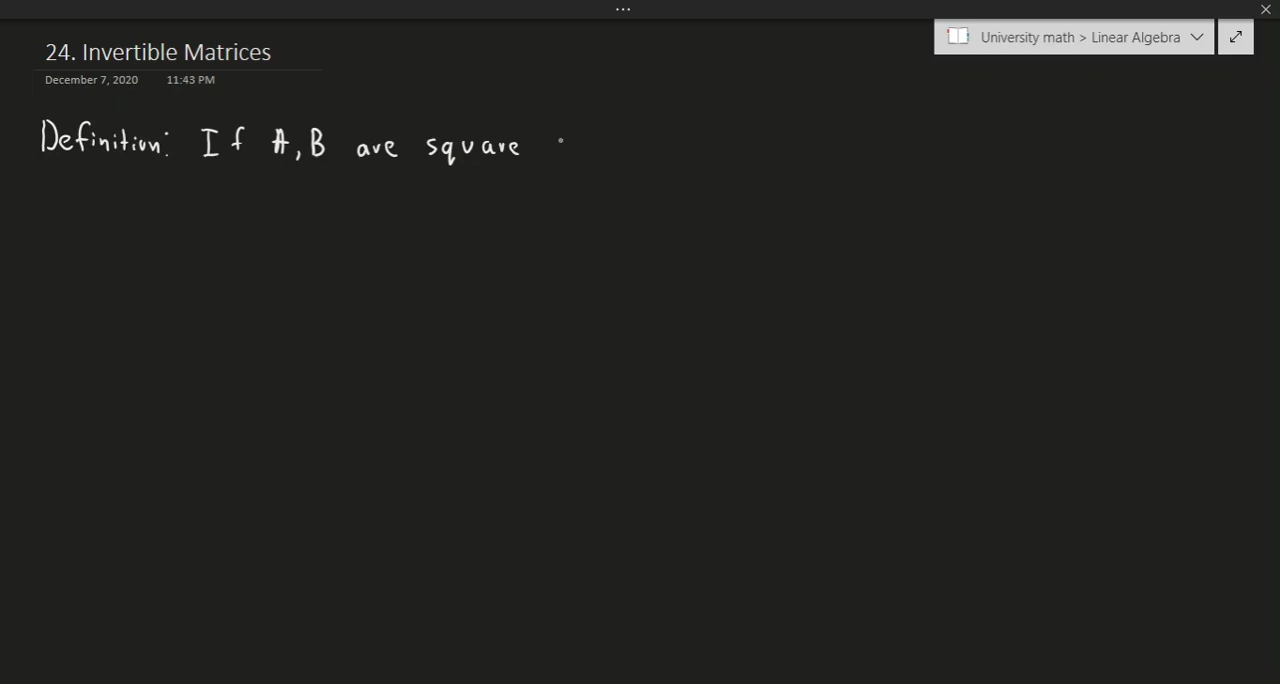 ...
University math > Linear Algebra
24. Invertible Matrices
December 7, 2020 11:43 PM
Definition: If A, B are square